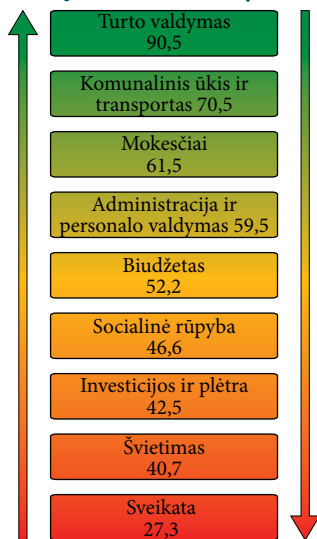 Turto valdymas
90,5
Komunalinis ūkis ir
transportas 70,5
Mokesčiai
61,5
Administracija ir
personalo valdymas 59,5
Biudžetas
52,2
Socialinė rūpyba
46,6
Investicijos ir plėtra
42,5
Švietimas
40,7
Sveikata
27,3